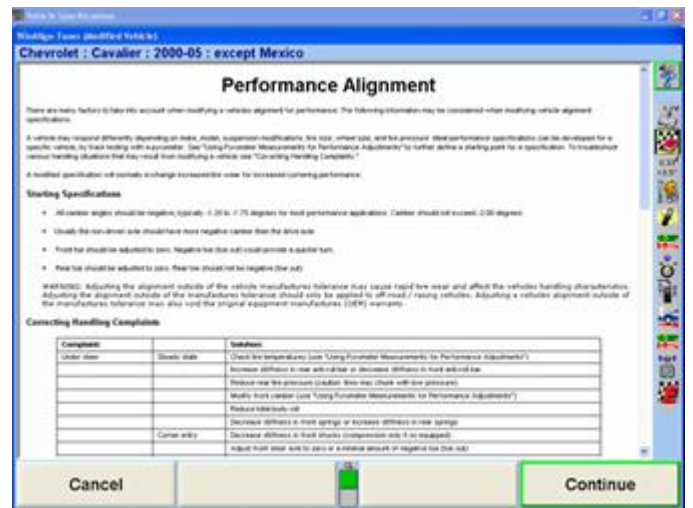 WinAlign Tuner (Modified Vehicle)
Chevrolet : Cavalier : 2000-05 : except Mexico
Performance Alignment
There are many factors to take into account when modifying a vehicles alignment for performance. The following information may be considered when modifying vehicle alignment
specifications.
A vehicle may respond differently depending on make, model, suspension modifications, tire size, wheel size, and tire pressure. Ideal performance specifications can be developed for a
specific vehicle, by track testing with a pyrometer. See "Using Pyrometer Measurements for Performance Adjustments" to further define a starting point for a specification. To troubleshoot
various handling situations that may result from modifying a vehicle see "Correcting Handling Complaints."
A modified specification will normally exchange increased tire wear for increased cornering performance.
Starting Specifications
All camber angles should be negative, typically -1.25 to -1.75 degrees for most performance applications. Camber should not exceed -2.00 degrees.
Usually the non-driven axle should have more negative camber than the drive axle.
Front toe should be adjusted to zero. Negative toe (toe out) could provide a quicker turn.
Rear toe should be adjusted to zero. Rear toe should not be negative (toe out)
WARNING: Adjusting the alignment outside of the vehicle manufactures tolerance may cause rapid tire wear and affect the vehicles handling characteristics.
Adjusting the alignment outside of the manufactures tolerance should only be applied to off-road / racing vehicles. Adjusting a vehicles alignment outside of
the manufactures tolerance may also void the original equipment manufactures (OEM) warranty.
Correcting Handling Complaints
Complaint Solution
Under steer Steady state Check tire temperatures (use "Using Pyrometer Measurements for Performance Adjustments")
Increase stiffness in rear anti-roll bar or decrease stiffness in front anti-roll bar
Reduce rear tire pressure (caution: tires may chunk with low pressure)
Modify front camber (use "Using Pyrometer Measurements for Performance Adjustments")
Reduce total body roll
Decrease stiffness in front springs or increase stiffness in rear springs
Corner entry Decrease stiffness in front shocks (compression only if so equipped)
Adjust front steer axle to zero or a minimal amount of negative toe (toe out)
Cancel
Continue